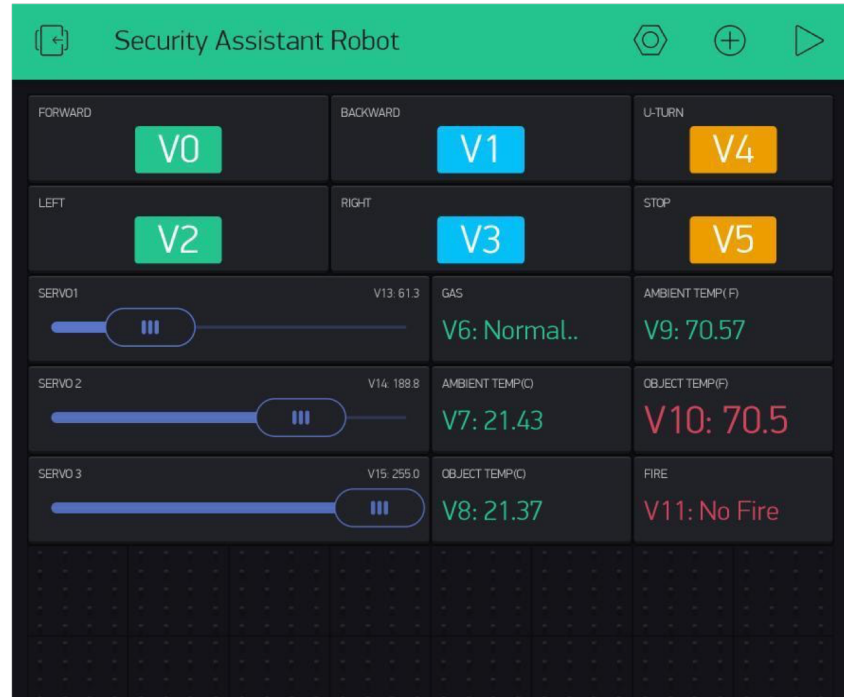 Security Assistant Robot
FORWARD
V0
BACKWARD
V1
U-TURN
V4
LEFT
V2
RIGHT
V3
STOP
V5
SERVO1 V13: 61.3
GAS
V6: Normal..
AMBIENT TEMP( F)
V9: 70.57
SERVO 2 V14: 188.8
AMBIENT TEMP(C)
V7: 21.43
OBJECT TEMP(F)
V10: 70.5
SERVO 3 V15: 255.0
OBJECT TEMP(C)
V8: 21.37
FIRE
V11: No Fire